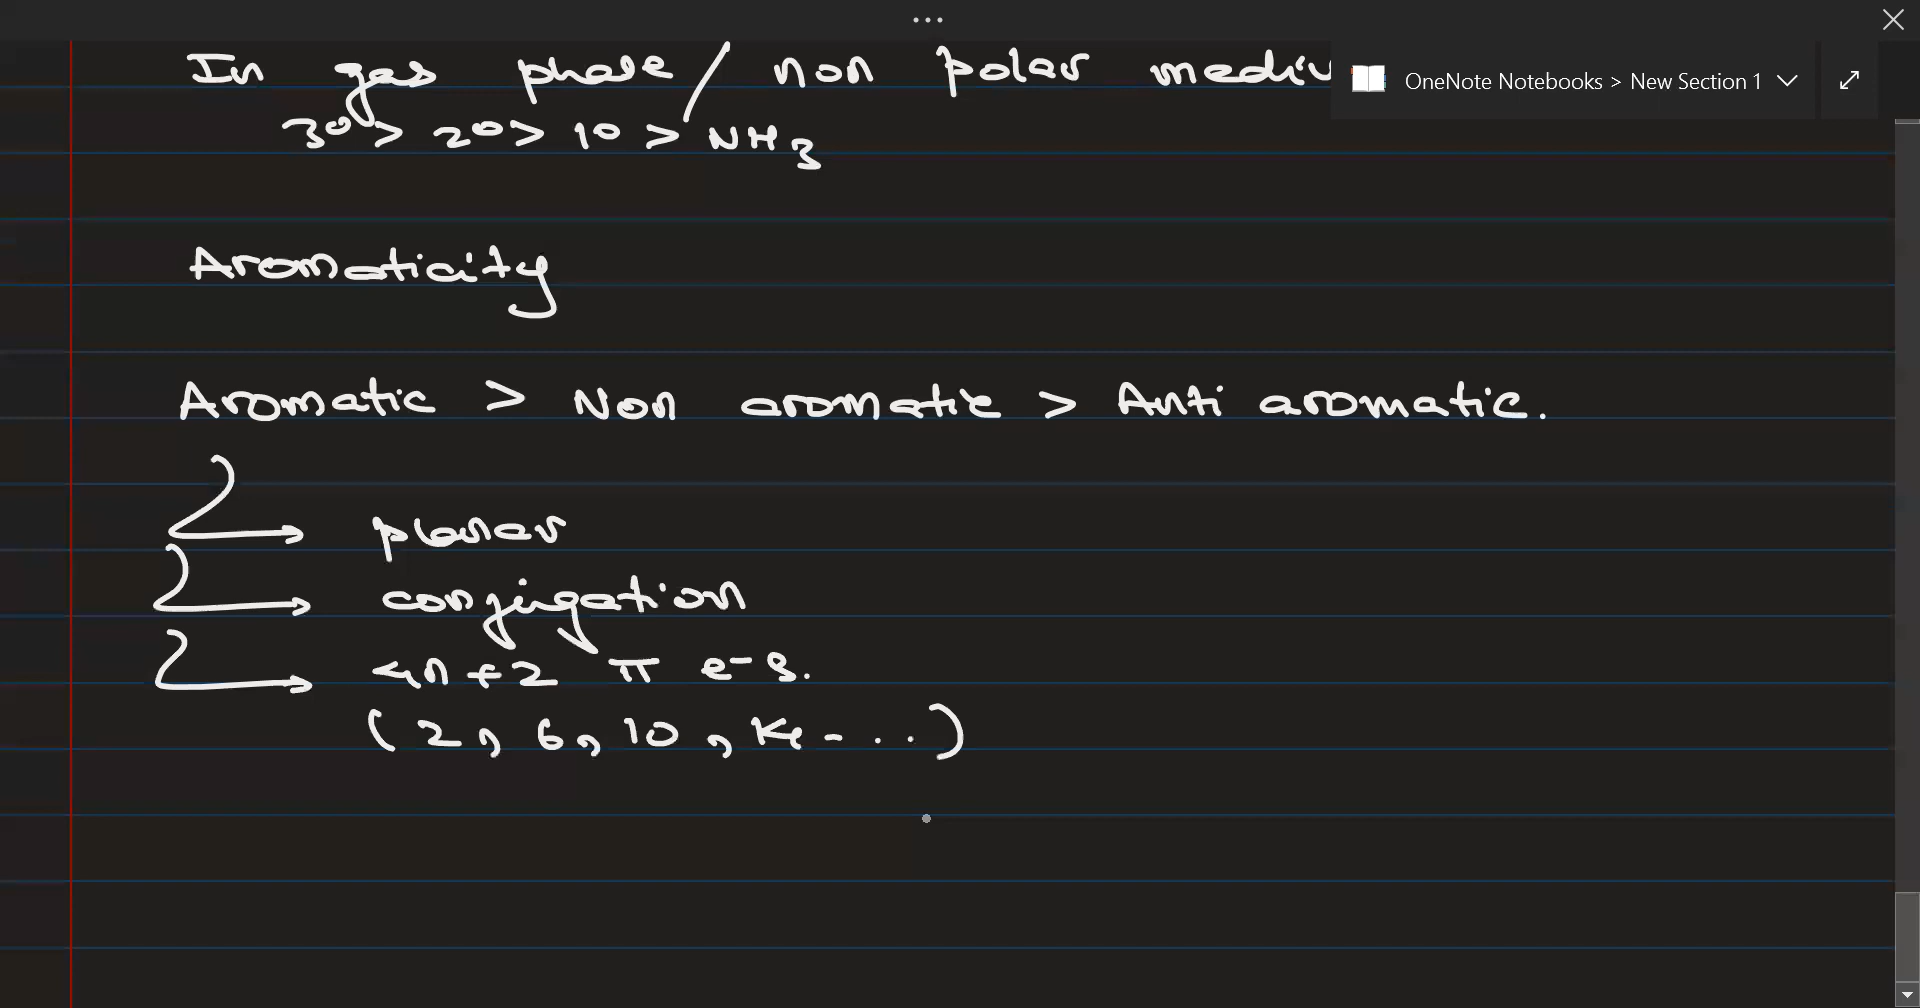 In gas phase / non polar mediu
OneNote Notebooks > New Section 1
3° > 2° > 1° > NH3
Aromaticity
Aromatic > Non aromatic > Anti aromatic.
planar
conjugation
4n+2 π e-s.
(2, 6, 10, 14 - ...)